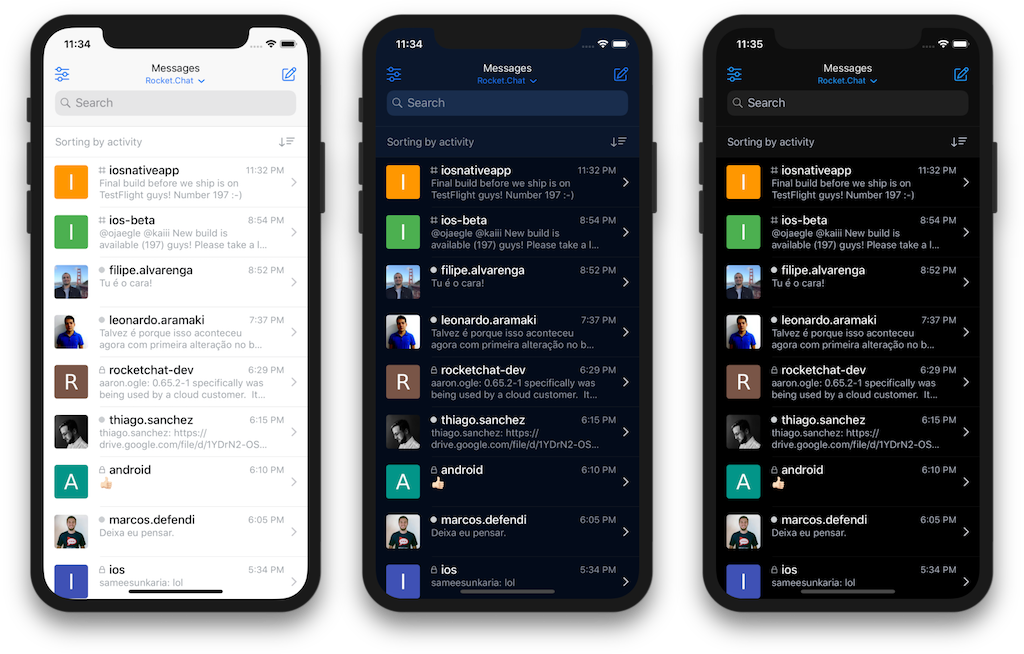 11:34
Messages
Rocket.Chat
Search
Sorting by activity
I
iosnativeapp
11:32 PM
Final build before we ship is on
TestFlight guys! Number 197 :-)
I
ios-beta
8:54 PM
@ojaegle @kaiii New build is
available (197) guys! Please take a l...
filipe.alvarenga
8:52 PM
Tu é o cara!
leonardo.aramaki
7:37 PM
Talvez é porque isso aconteceu
agora com primeira alteração no b...
R
rocketchat-dev
6:29 PM
aaron.ogle: 0.65.2-1 specifically was
being used by a cloud customer. It...
thiago.sanchez
6:15 PM
thiago.sanchez: https://
drive.google.com/file/d/1YDrN2-OS...
A
android
6:10 PM
👍🏻
marcos.defendi
6:05 PM
Deixa eu pensar.
I
ios
5:34 PM
sameesunkaria: lol
11:34
Messages
Rocket.Chat
Search
Sorting by activity
I
iosnativeapp
11:32 PM
Final build before we ship is on
TestFlight guys! Number 197 :-)
I
ios-beta
8:54 PM
@ojaegle @kaiii New build is
available (197) guys! Please take a l...
filipe.alvarenga
8:52 PM
Tu é o cara!
leonardo.aramaki
7:37 PM
Talvez é porque isso aconteceu
agora com primeira alteração no b...
R
rocketchat-dev
6:29 PM
aaron.ogle: 0.65.2-1 specifically was
being used by a cloud customer. It...
thiago.sanchez
6:15 PM
thiago.sanchez: https://
drive.google.com/file/d/1YDrN2-OS...
A
android
6:10 PM
👍🏻
marcos.defendi
6:05 PM
Deixa eu pensar.
I
ios
5:34 PM
sameesunkaria: lol
11:35
Messages
Rocket.Chat
Search
Sorting by activity
I
iosnativeapp
11:32 PM
Final build before we ship is on
TestFlight guys! Number 197 :-)
I
ios-beta
8:54 PM
@ojaegle @kaiii New build is
available (197) guys! Please take a l...
filipe.alvarenga
8:52 PM
Tu é o cara!
leonardo.aramaki
7:37 PM
Talvez é porque isso aconteceu
agora com primeira alteração no b...
R
rocketchat-dev
6:29 PM
aaron.ogle: 0.65.2-1 specifically was
being used by a cloud customer. It...
thiago.sanchez
6:15 PM
thiago.sanchez: https://
drive.google.com/file/d/1YDrN2-OS...
A
android
6:10 PM
👍🏻
marcos.defendi
6:05 PM
Deixa eu pensar.
I
ios
5:34 PM
sameesunkaria: lol